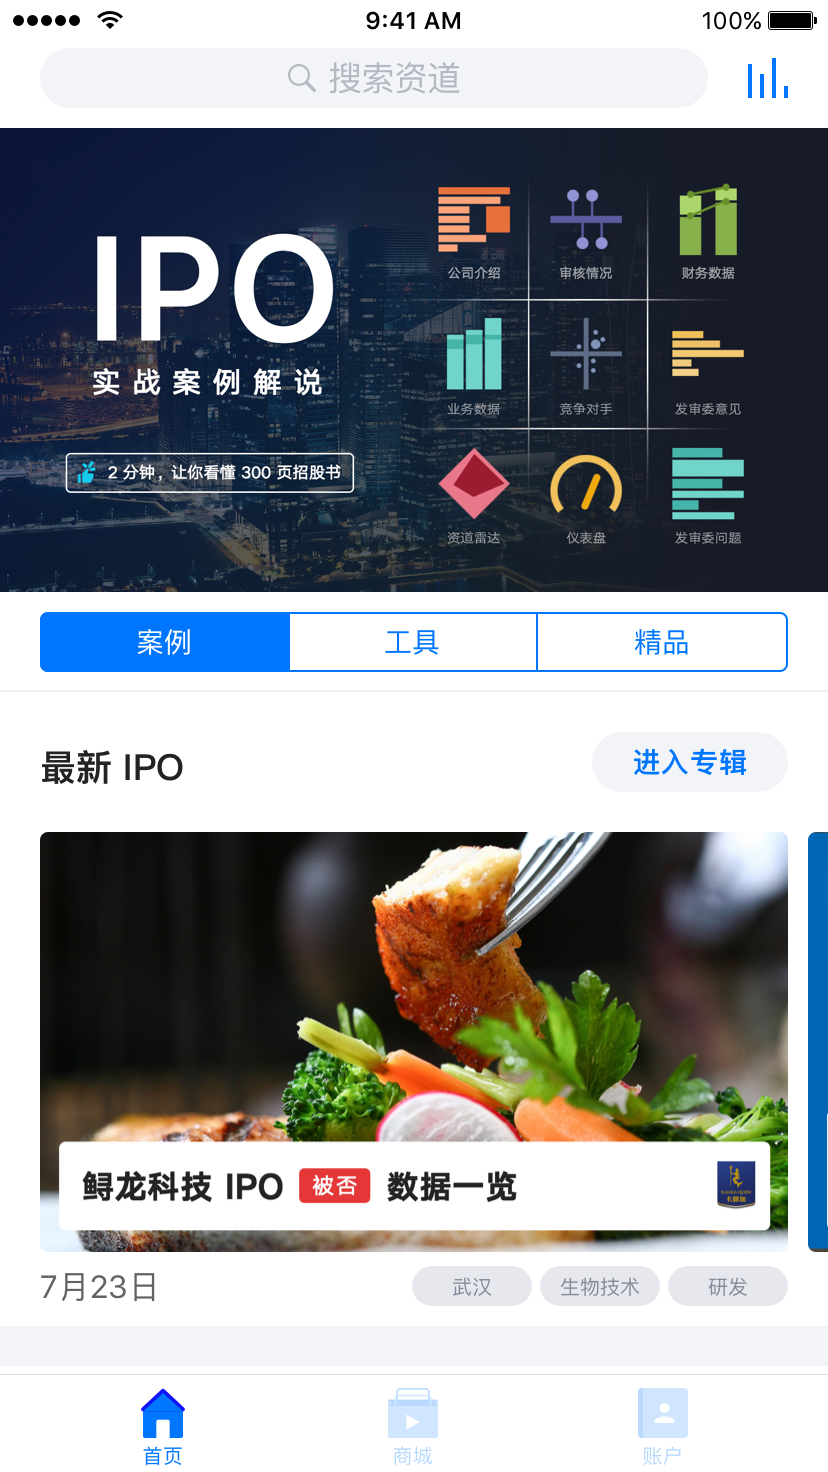 9:41 AM
100%
搜索资道
IPO
实战案例解说
2 分钟，让你看懂 300 页招股书
公司介绍
审核情况
财务数据
业务数据
竞争对手
发审委意见
资道雷达
仪表盘
发审委问题
案例
工具
精品
最新 IPO
进入专辑
鲟龙科技 IPO 被否 数据一览
7月23日
武汉
生物技术
研发
首页
商城
账户